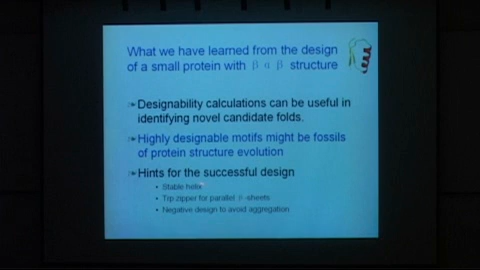 What we have learned from the design
of a small protein with β α β structure
Designability calculations can be useful in
identifying novel candidate folds.
Highly designable motifs might be fossils
of protein structure evolution
Hints for the successful design
• Stable helix
• Trp zipper for parallel β-sheets
• Negative design to avoid aggregation